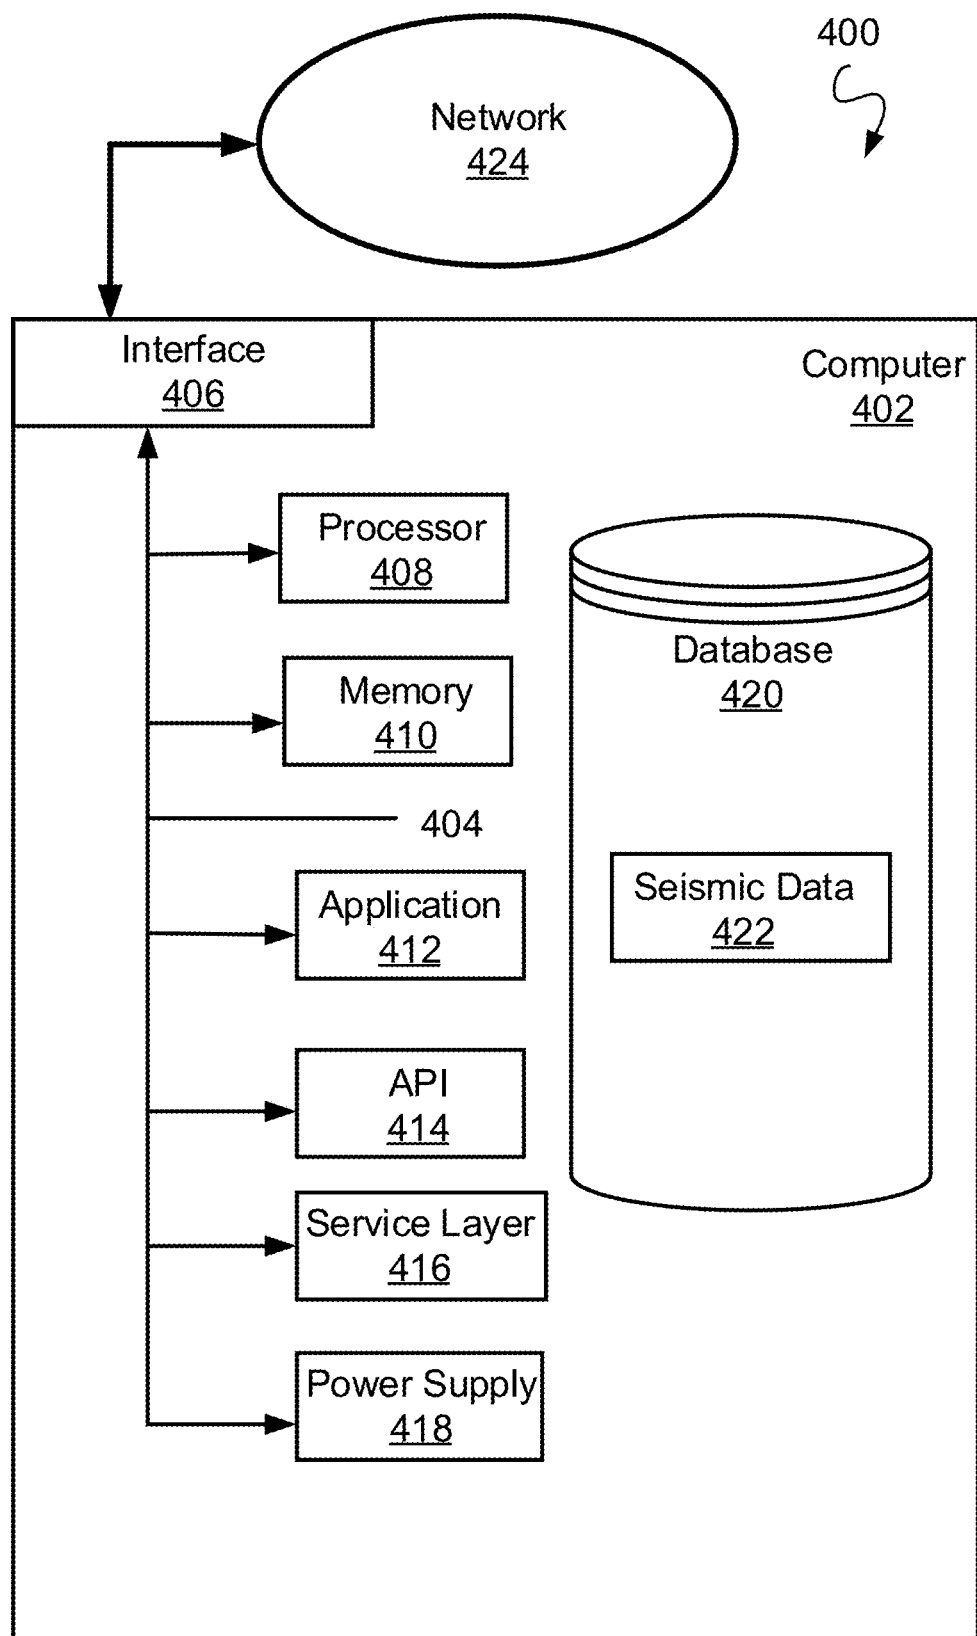 400
Network
424
Interface
406
Computer
402
Processor
408
Memory
410
404
Application
412
API
414
Service Layer
416
Power Supply
418
Database
420
Seismic Data
422